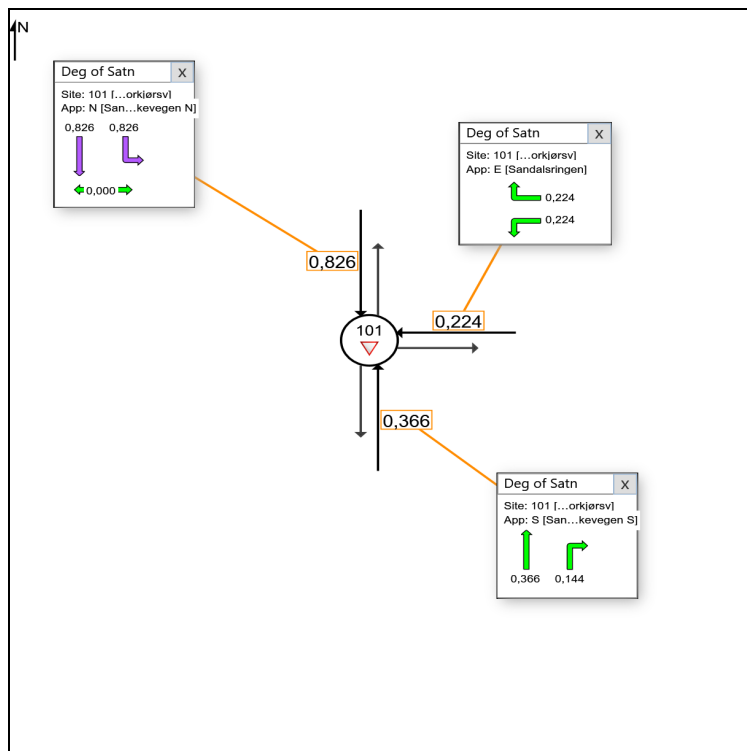 N
Deg of Satn x
Site: 101 [...orkjørsv]
App: N [San...kevegen N]
0,826 0,826
0,000
Deg of Satn x
Site: 101 [...orkjørsv]
App: E [Sandalsringen]
0,224
0,224
0,826
101
0,224
0,366
Deg of Satn x
Site: 101 [...orkjørsv]
App: S [San...kevegen S]
0,366 0,144